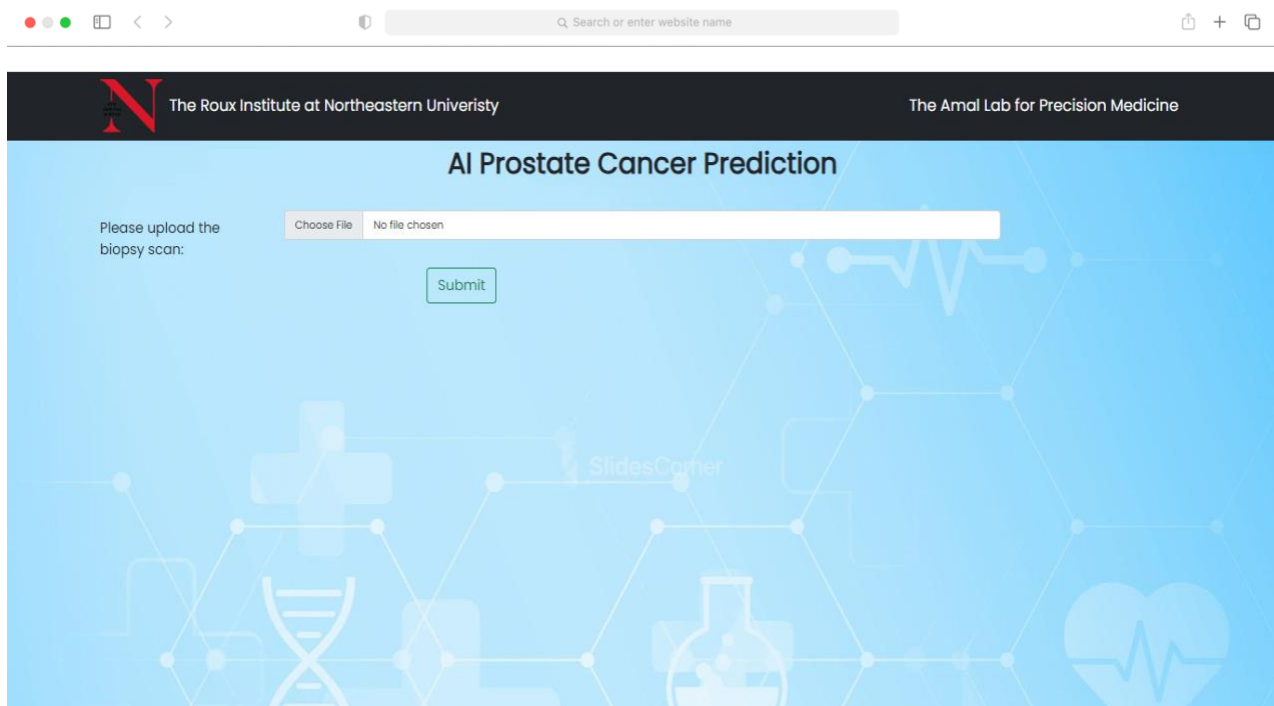 Search or enter website name
The Roux Institute at Northeastern Univeristy
The Amal Lab for Precision Medicine
AI Prostate Cancer Prediction
Please upload the
biopsy scan:
Choose File No file chosen
Submit
SlidesCorner